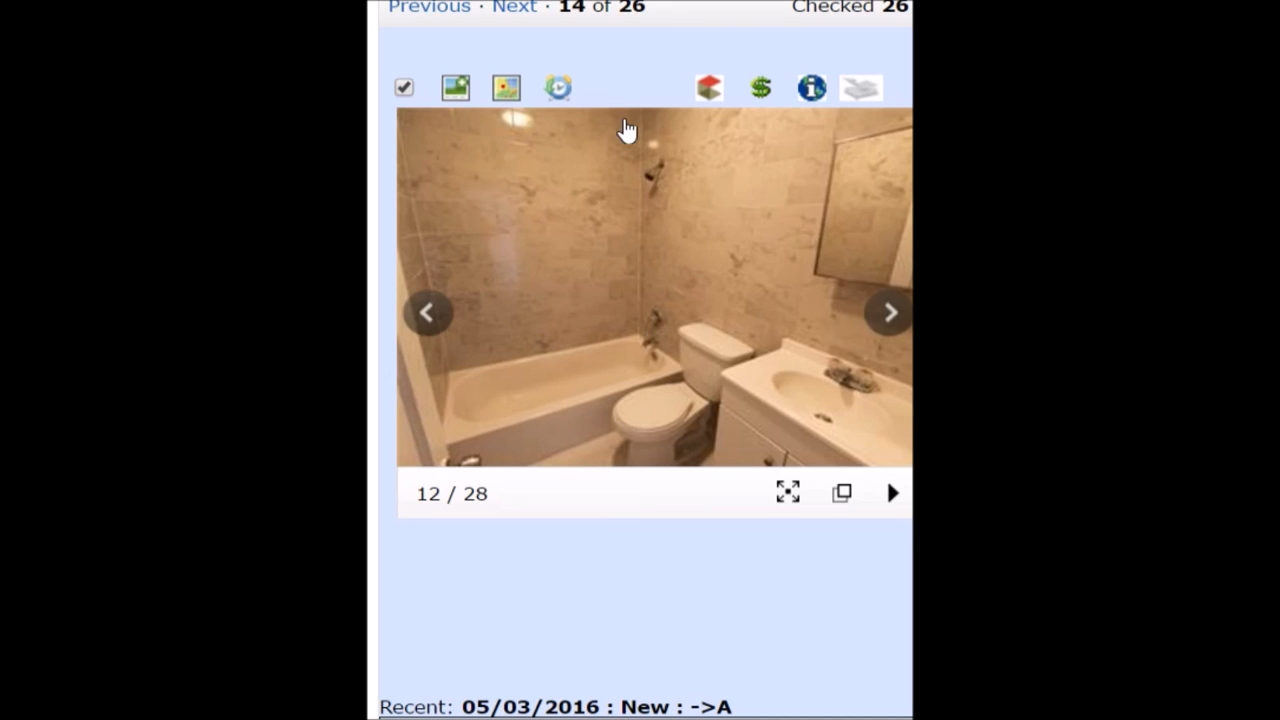 Previous · Next · 14 of 26 Checked 26
12 / 28
Recent: 05/03/2016 : New : ->A